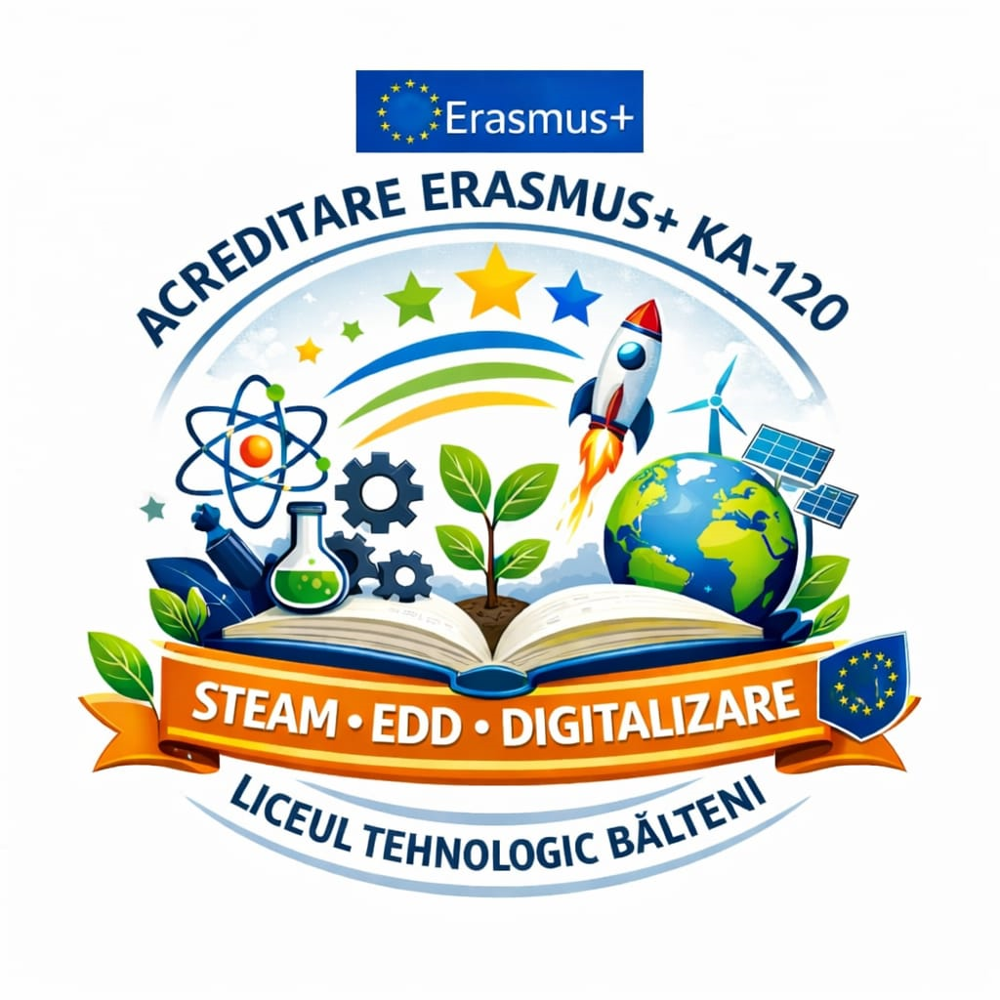 Erasmus+
ACREDITARE ERASMUS+ KA-120
STEAM • EDD • DIGITALIZARE
LICEUL TEHNOLOGIC BĂLTENI